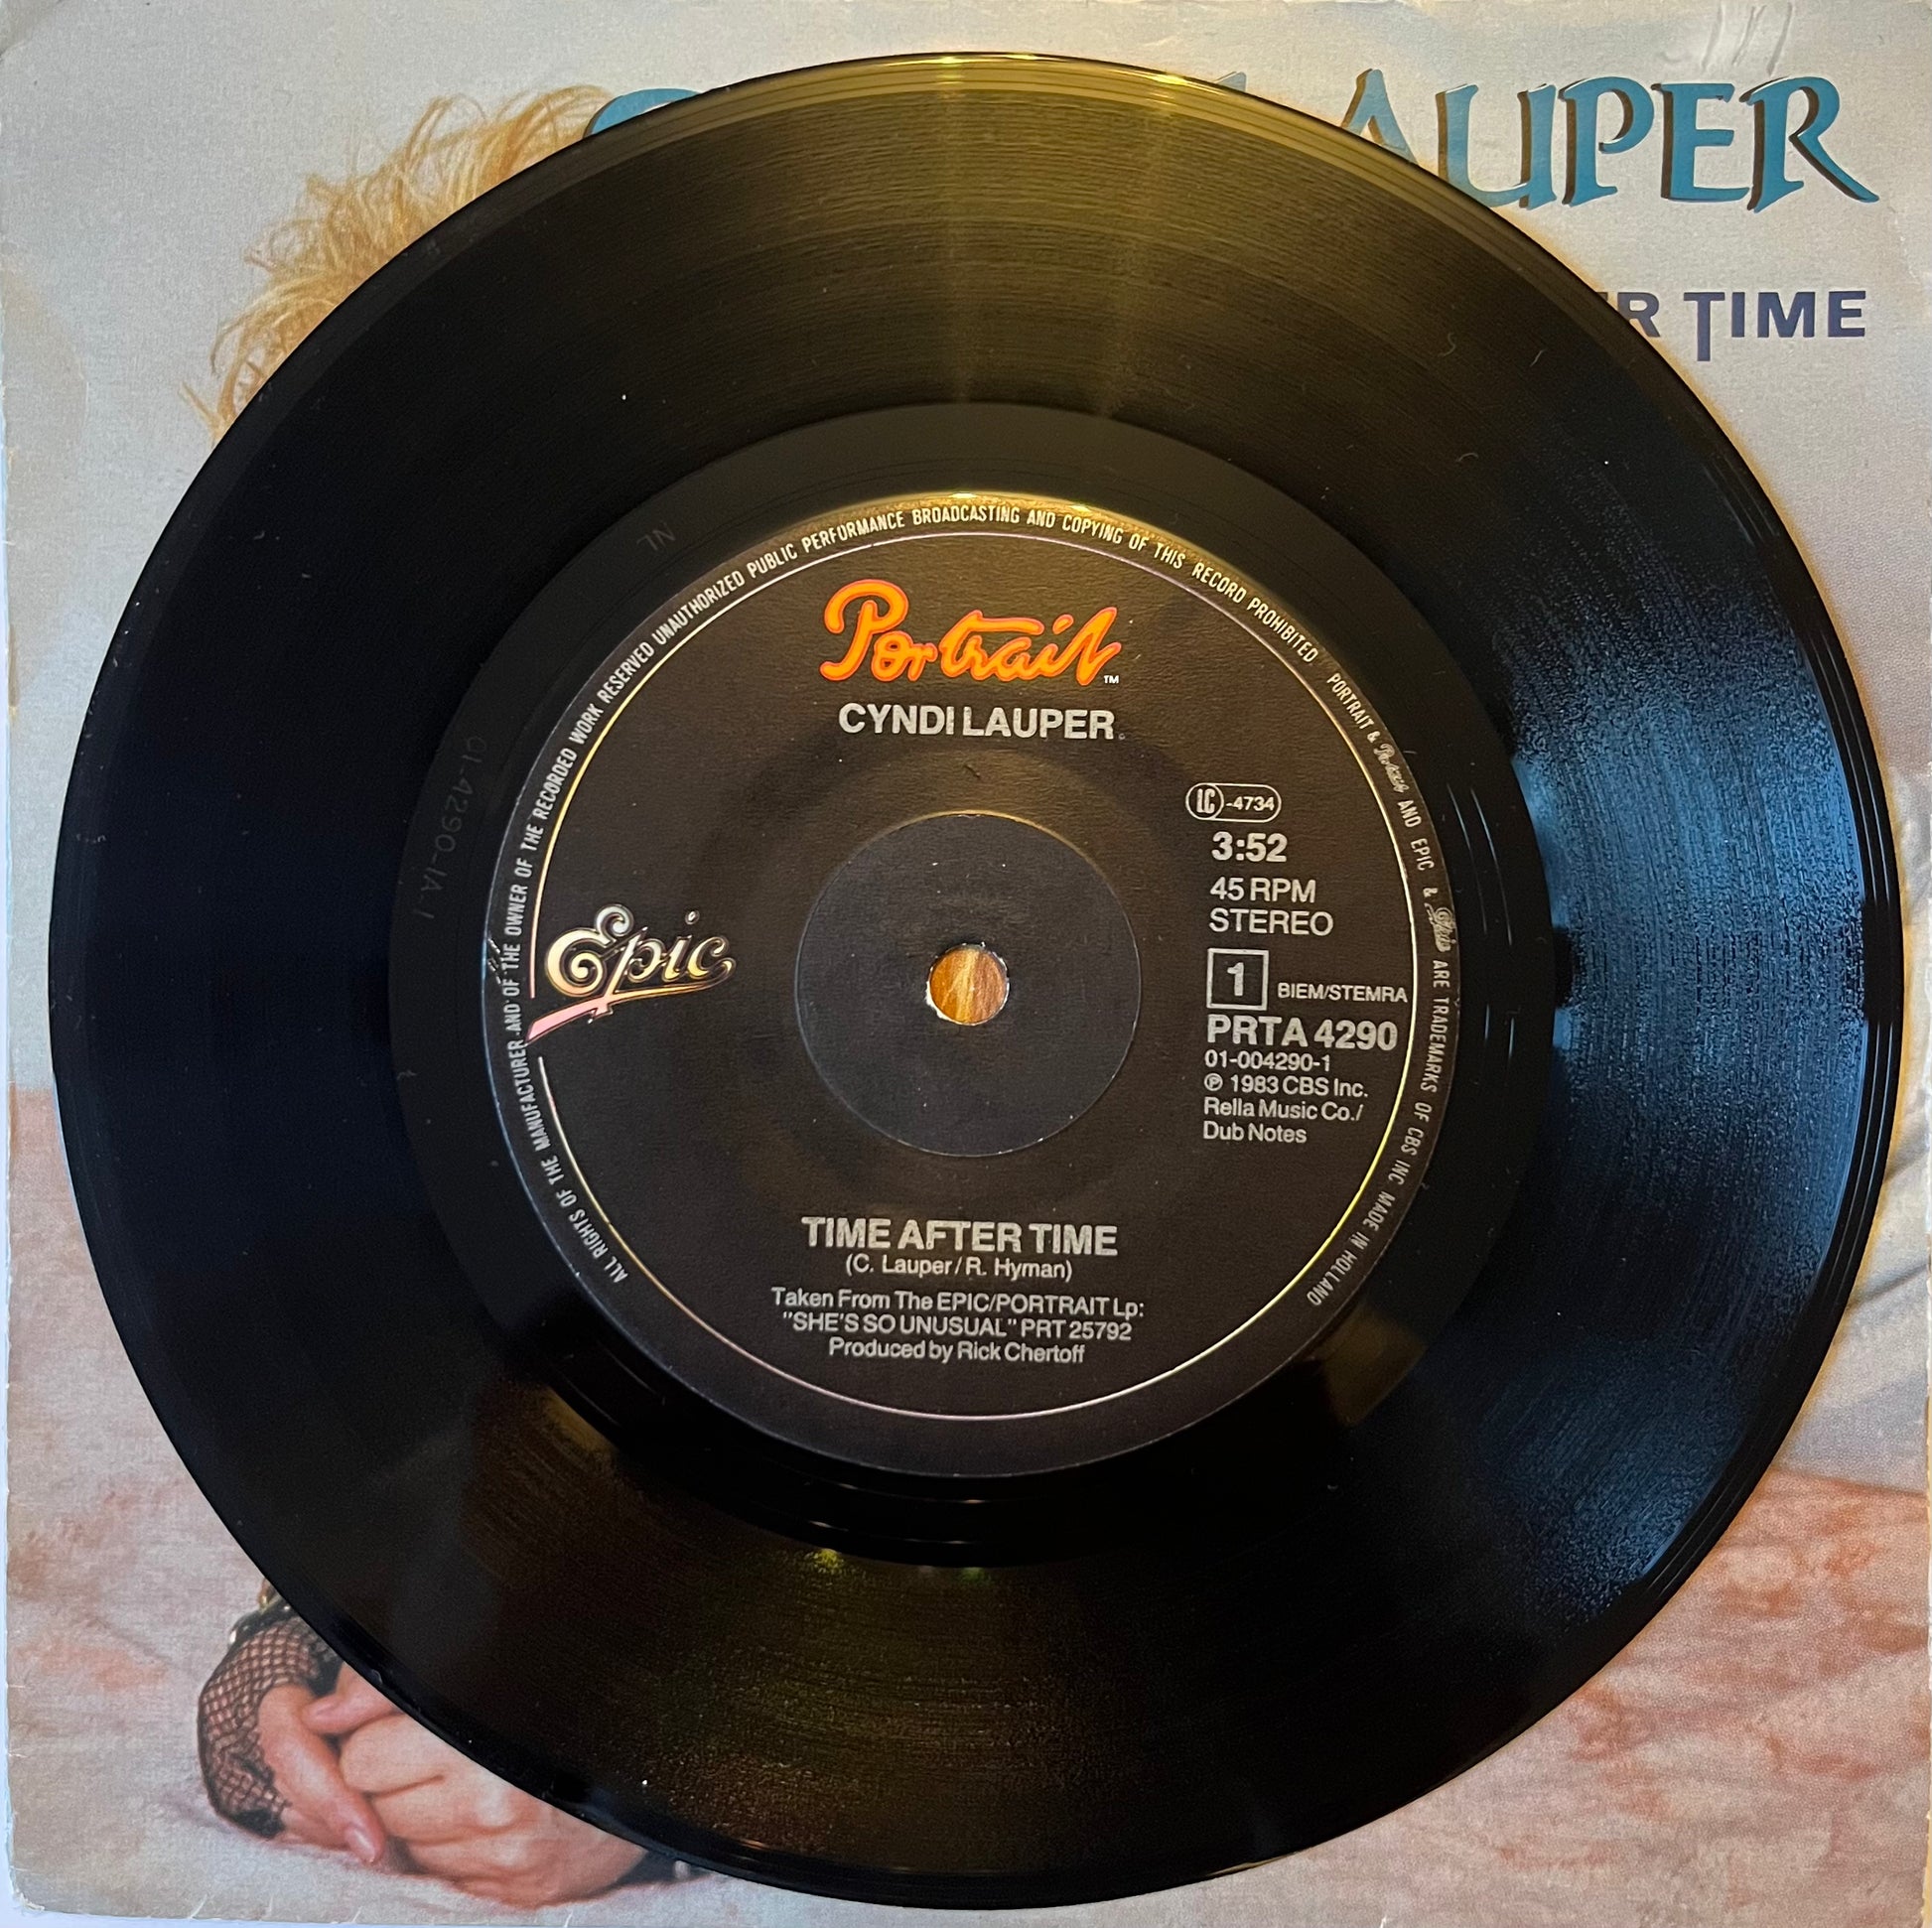 LAUPER
TIME
ALL RIGHTS OF THE MANUFACTURER AND OF THE OWNER OF THE RECORDED WORK RESERVED UNAUTHORIZED PUBLIC PERFORMANCE BROADCASTING AND COPYING OF THIS RECORD PROHIBITED PORTRAIT & Portrait AND EPIC & Epic ARE TRADEMARKS OF CBS INC MADE IN HOLLAND
NL
01-4290-1A-1
Portrait™
CYNDI LAUPER
LC-4734
3:52
45 RPM
STEREO
Epic
1 BIEM/STEMRA
PRTA 4290
01-004290-1
℗ 1983 CBS Inc.
Rella Music Co./
Dub Notes
TIME AFTER TIME
(C. Lauper/R. Hyman)
Taken From The EPIC/PORTRAIT Lp:
"SHE'S SO UNUSUAL" PRT 25792
Produced by Rick Chertoff